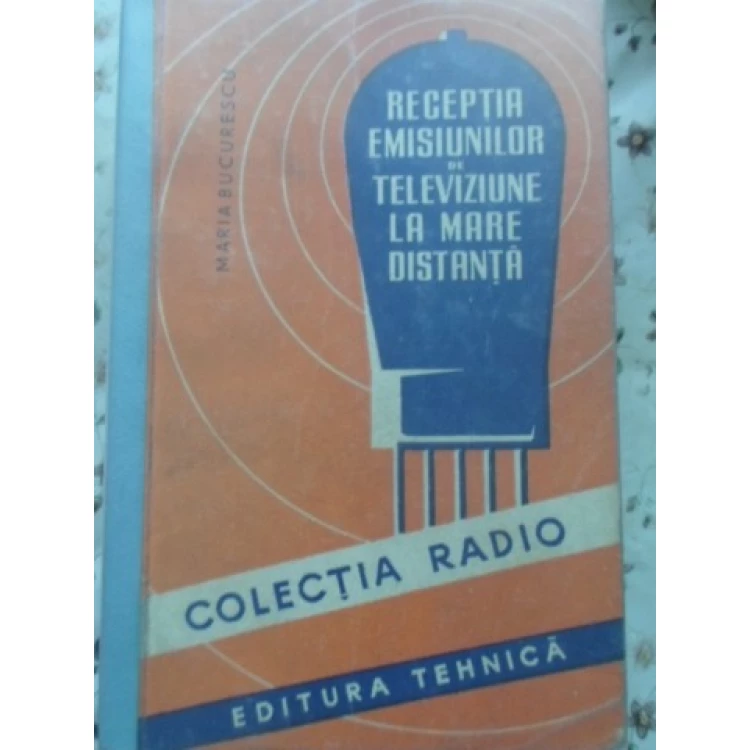 MARIA BUCURESCU
RECEPȚIA
EMISIUNILOR
DE
TELEVIZIUNE
LA MARE
DISTANȚĂ
COLECȚIA RADIO
EDITURA TEHNICĂ